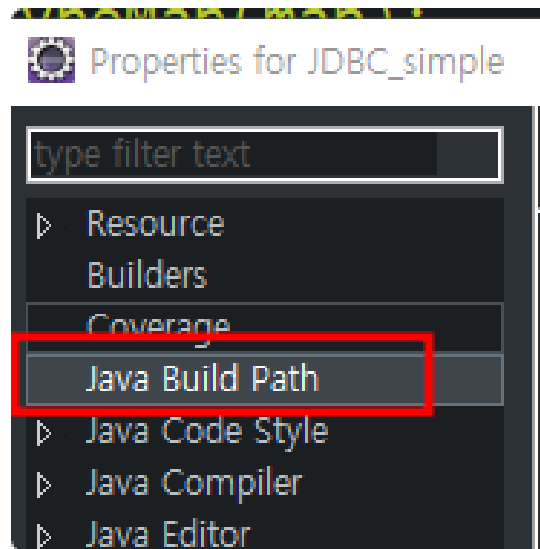 Properties for JDBC_simple
type filter text
Resource
Builders
Coverage
Java Build Path
Java Code Style
Java Compiler
Java Editor